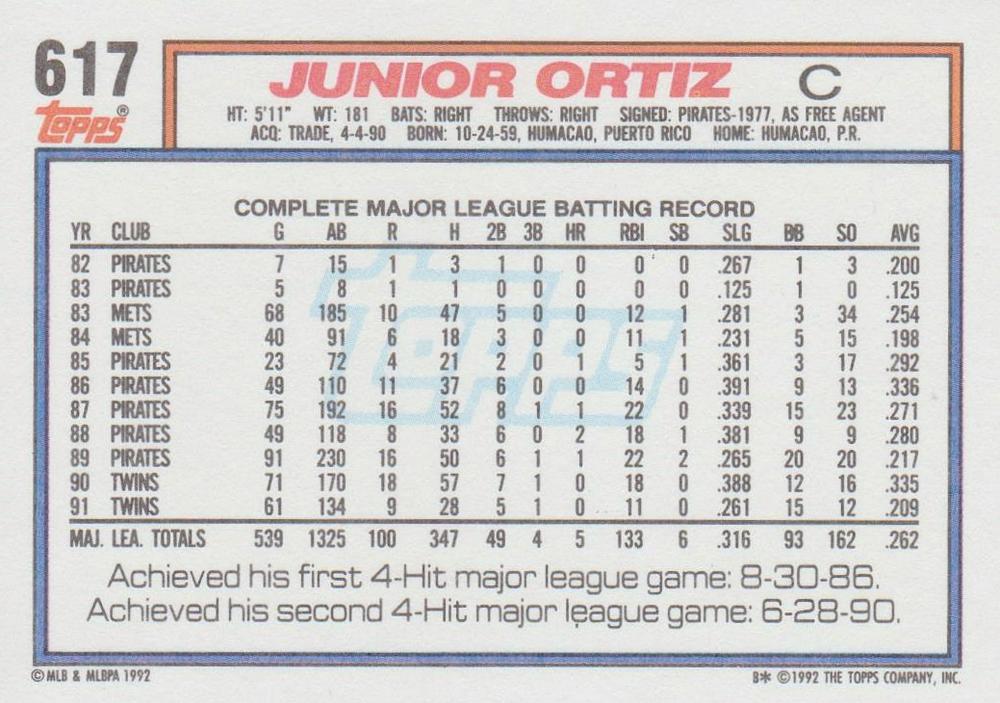 617
Topps®
JUNIOR ORTIZ C
HT: 5'11" WT: 181 BATS: RIGHT THROWS: RIGHT SIGNED: PIRATES-1977, AS FREE AGENT
ACQ: TRADE, 4-4-90 BORN: 10-24-59, HUMACAO, PUERTO RICO HOME: HUMACAO, P.R.
COMPLETE MAJOR LEAGUE BATTING RECORD
YR CLUB G AB R H 2B 3B HR RBI SB SLG BB SO AVG
82 PIRATES 7 15 1 3 1 0 0 0 0 .267 1 3 .200
83 PIRATES 5 8 1 1 0 0 0 0 0 .125 1 0 .125
83 METS 68 185 10 47 5 0 0 12 1 .281 3 34 .254
84 METS 40 91 6 18 3 0 0 11 1 .231 5 15 .198
85 PIRATES 23 72 4 21 2 0 1 5 1 .361 3 17 .292
86 PIRATES 49 110 11 37 6 0 0 14 0 .391 9 13 .336
87 PIRATES 75 192 16 52 8 1 1 22 0 .339 15 23 .271
88 PIRATES 49 118 8 33 6 0 2 18 1 .381 9 9 .280
89 PIRATES 91 230 16 50 6 1 1 22 2 .265 20 20 .217
90 TWINS 71 170 18 57 7 1 0 18 0 .388 12 16 .335
91 TWINS 61 134 9 28 5 1 0 11 0 .261 15 12 .209
MAJ. LEA. TOTALS 539 1325 100 347 49 4 5 133 6 .316 93 162 .262
Topps
Achieved his first 4-Hit major league game: 8-30-86.
Achieved his second 4-Hit major league game: 6-28-90.
©MLB & MLBPA 1992
B* ©1992 THE TOPPS COMPANY, INC.